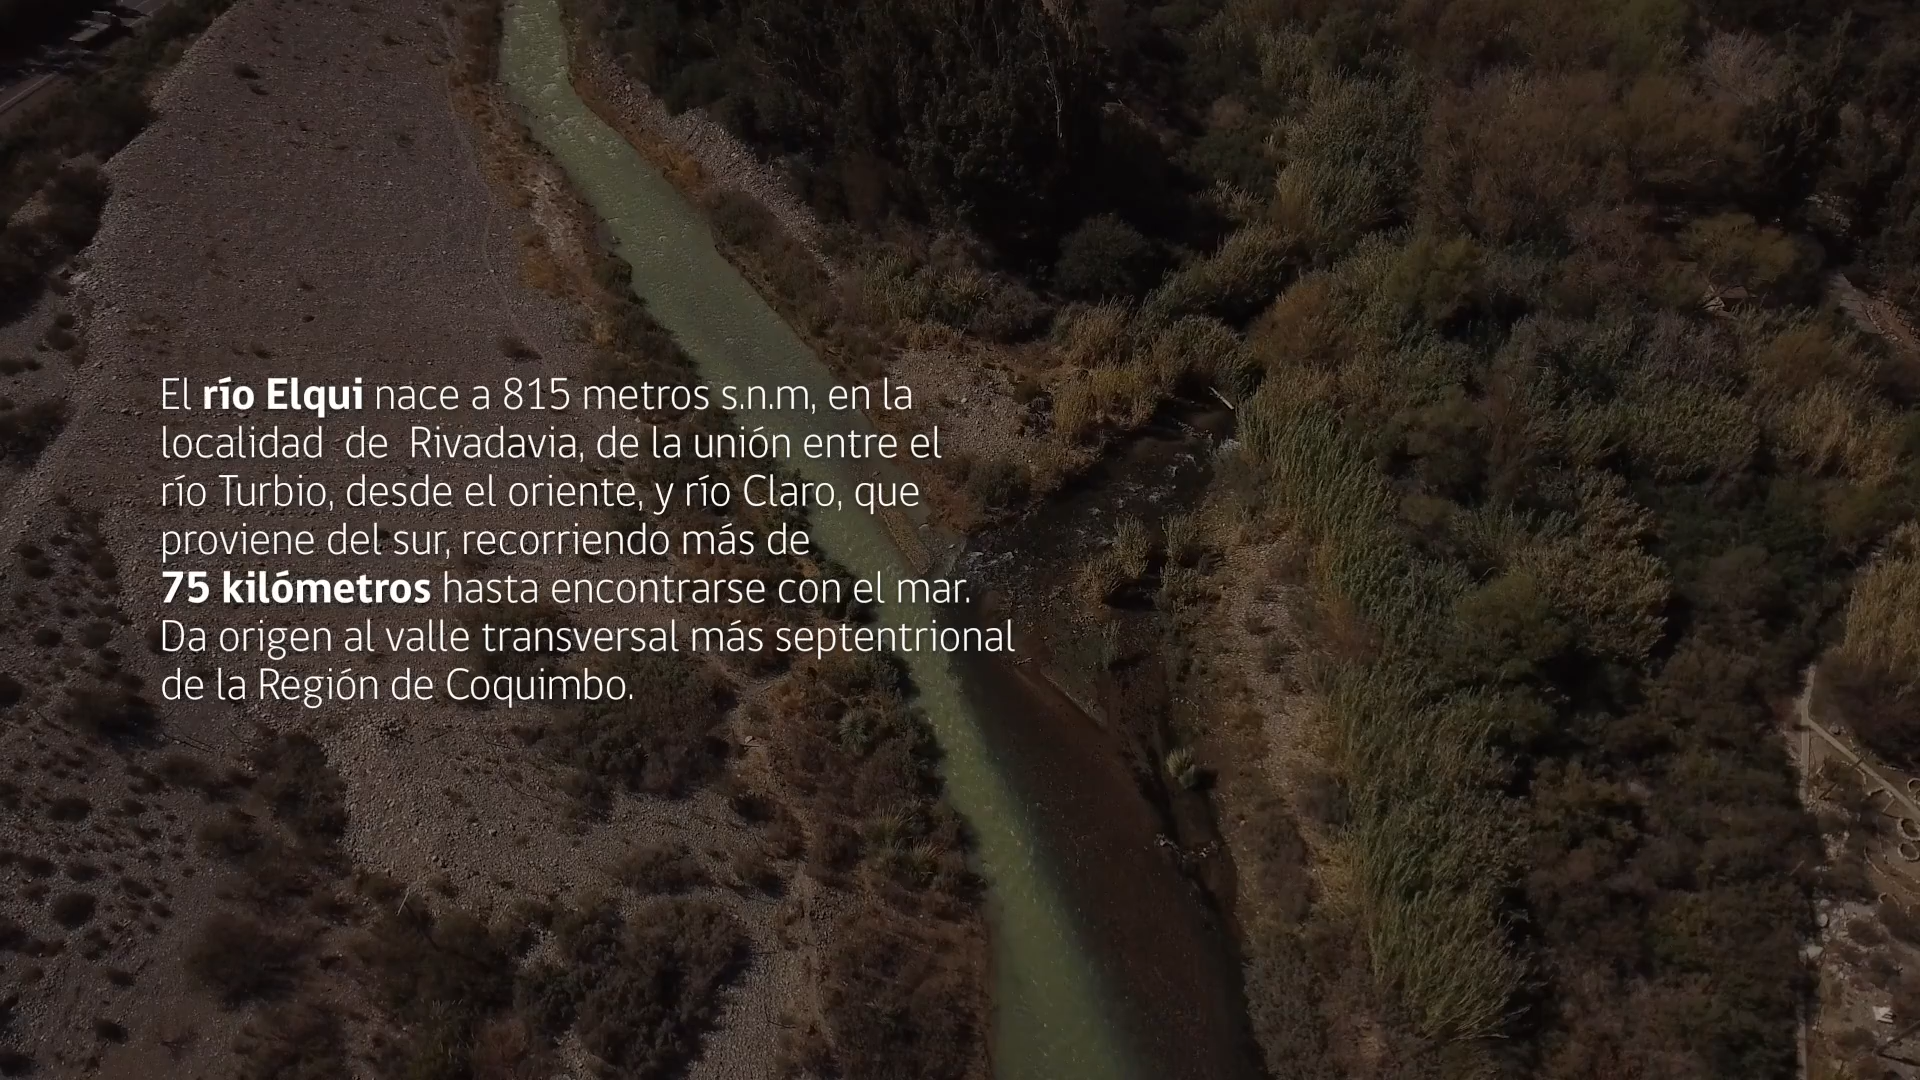 El río Elqui nace a 815 metros s.n.m, en la
localidad de Rivadavia, de la unión entre el
río Turbio, desde el oriente, y río Claro, que
proviene del sur, recorriendo más de
75 kilómetros hasta encontrarse con el mar.
Da origen al valle transversal más septentrional
de la Región de Coquimbo.